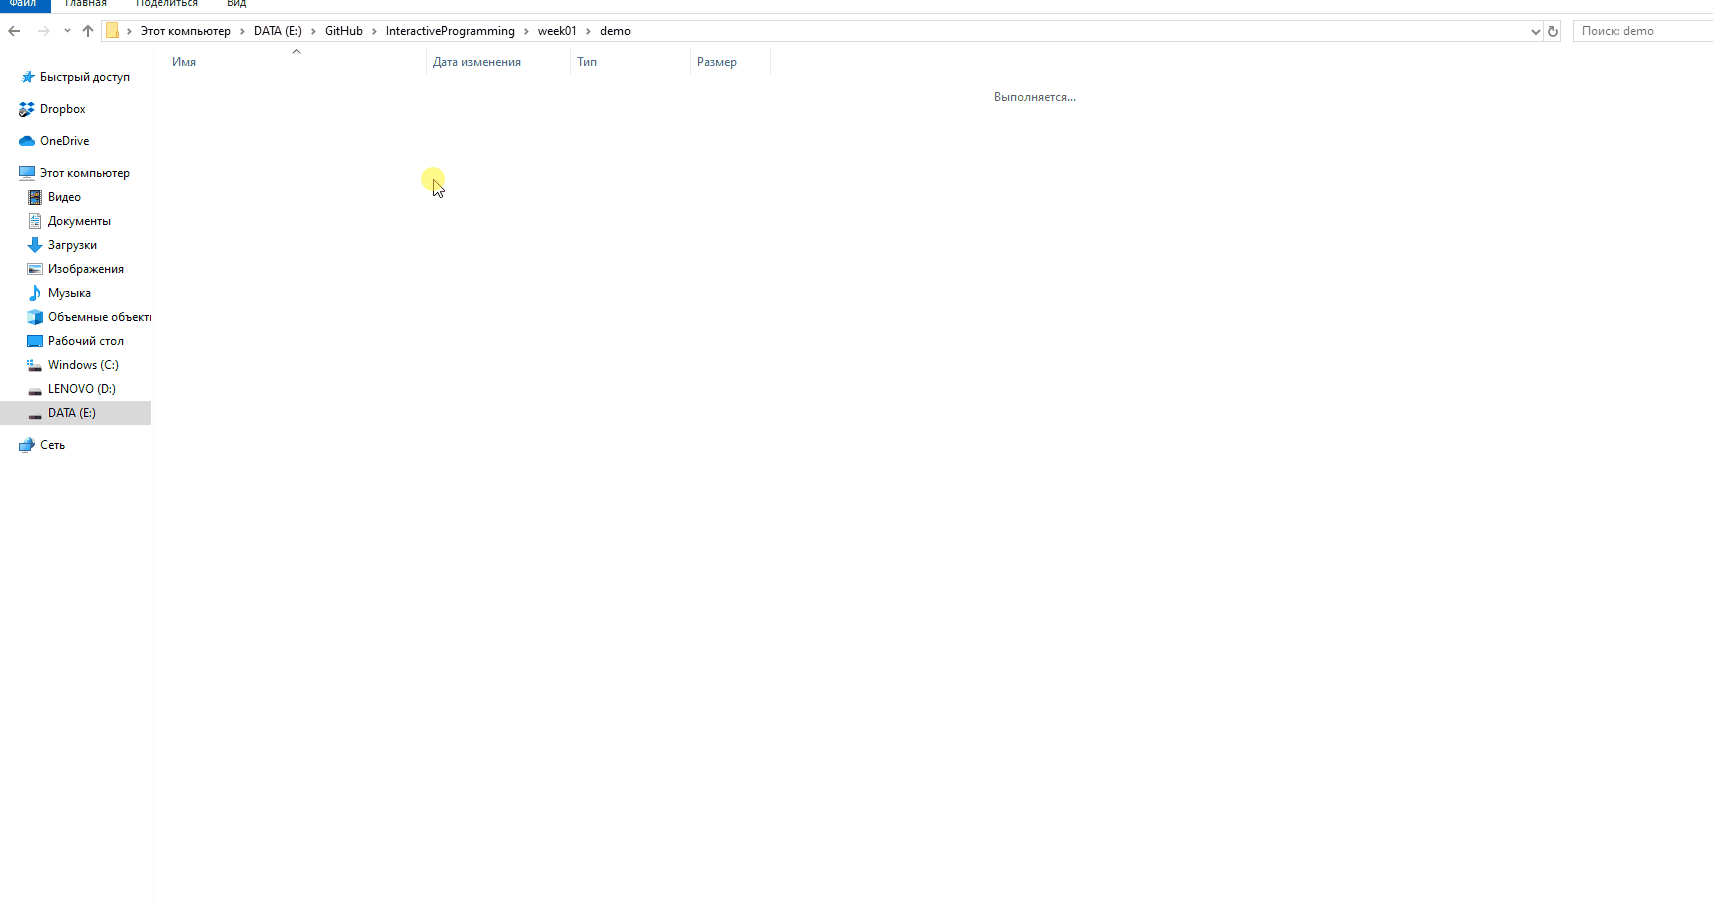 Файл Главная Поделиться Вид
Этот компьютер DATA (E:) GitHub InteractiveProgramming week01 demo Поиск: demo
Имя Дата изменения Тип Размер
Выполняется...
Быстрый доступ
Dropbox
OneDrive
Этот компьютер
Видео
Документы
Загрузки
Изображения
Музыка
Объемные объект
Рабочий стол
Windows (C:)
LENOVO (D:)
DATA (E:)
Сеть